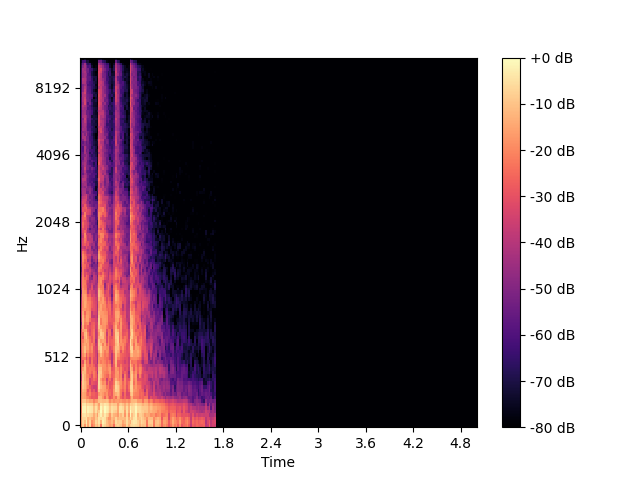 +0 dB
8192
-10 dB
4096
-20 dB
-30 dB
2048
Hz
-40 dB
1024
-50 dB
512
-60 dB
-70 dB
0
-80 dB
0 0.6 1.2 1.8 2.4 3 3.6 4.2 4.8
Time